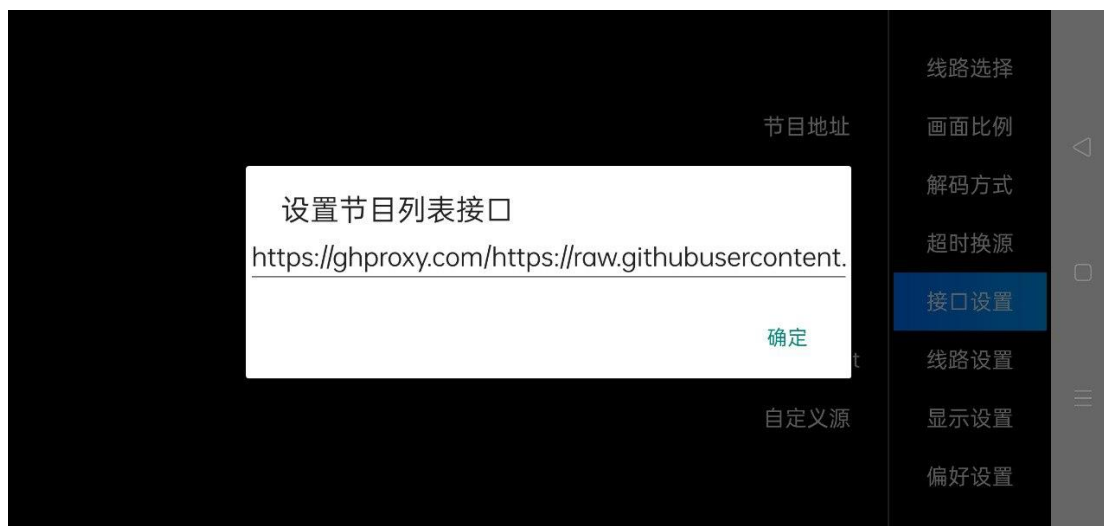 线路选择
节目地址
画面比例
解码方式
设置节目列表接口
超时换源
https://ghproxy.com/https://raw.githubusercontent.
接口设置
确定
t
线路设置
自定义源
显示设置
偏好设置